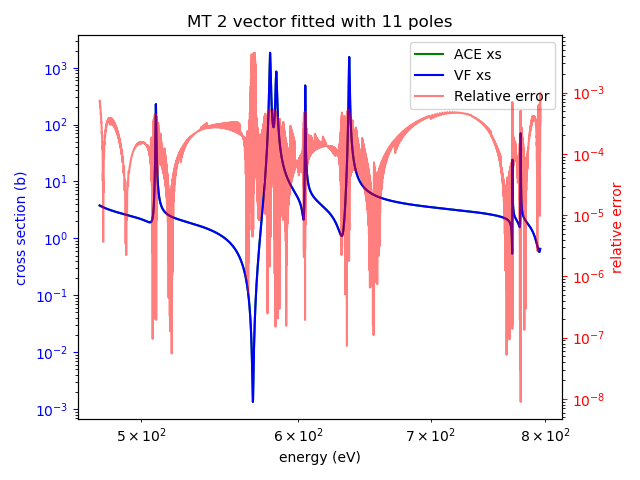 MT 2 vector fitted with 11 poles
ACE xs
VF xs
Relative error
10³
10²
10¹
10⁰
10⁻¹
10⁻²
10⁻³
cross section (b)
10⁻³
10⁻⁴
10⁻⁵
10⁻⁶
10⁻⁷
10⁻⁸
relative error
5 × 10² 6 × 10² 7 × 10² 8 × 10²
energy (eV)